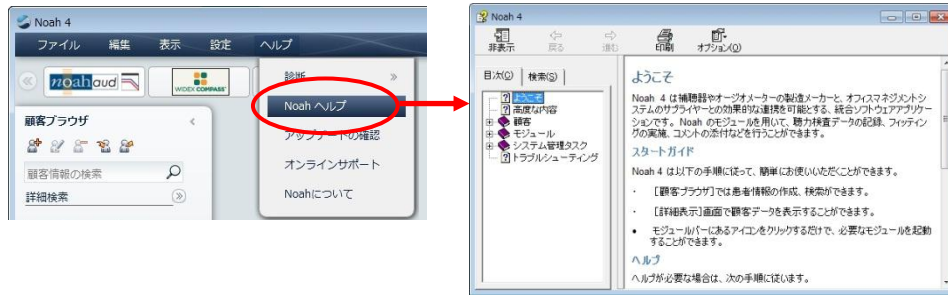 Noah 4
ファイル 編集 表示 設定 ヘルプ
noahaud
WIDEX COMPASS
診断
Noah ヘルプ
アップデートの確認
オンラインサポート
Noahについて
顧客ブラウザ
顧客情報の検索
詳細検索
Noah 4
非表示 戻る 進む 印刷 オプション(O)
目次(C) 検索(S)
ようこそ
高度な内容
顧客
モジュール
システム管理タスク
トラブルシューティング
ようこそ
Noah 4 は補聴器やオージオメーターの製造メーカーと、オフィスマネジメントシ
ステムのサプライヤーとの効果的な連携を可能とする、統合ソフトウェアアプリケー
ションです。Noah のモジュールを用いて、聴力検査データの記録、フィッティン
グの実施、コメントの添付などを行うことができます。
スタートガイド
Noah 4 は以下の手順に従って、簡単にお使いいただくことができます。
・ [顧客ブラウザ]では患者情報の作成、検索ができます。
・ [詳細表示]画面で顧客データを表示することができます。
• モジュールバーにあるアイコンをクリックするだけで、必要なモジュールを起動
することができます。
ヘルプ
ヘルプが必要な場合は、次の手順に従います。